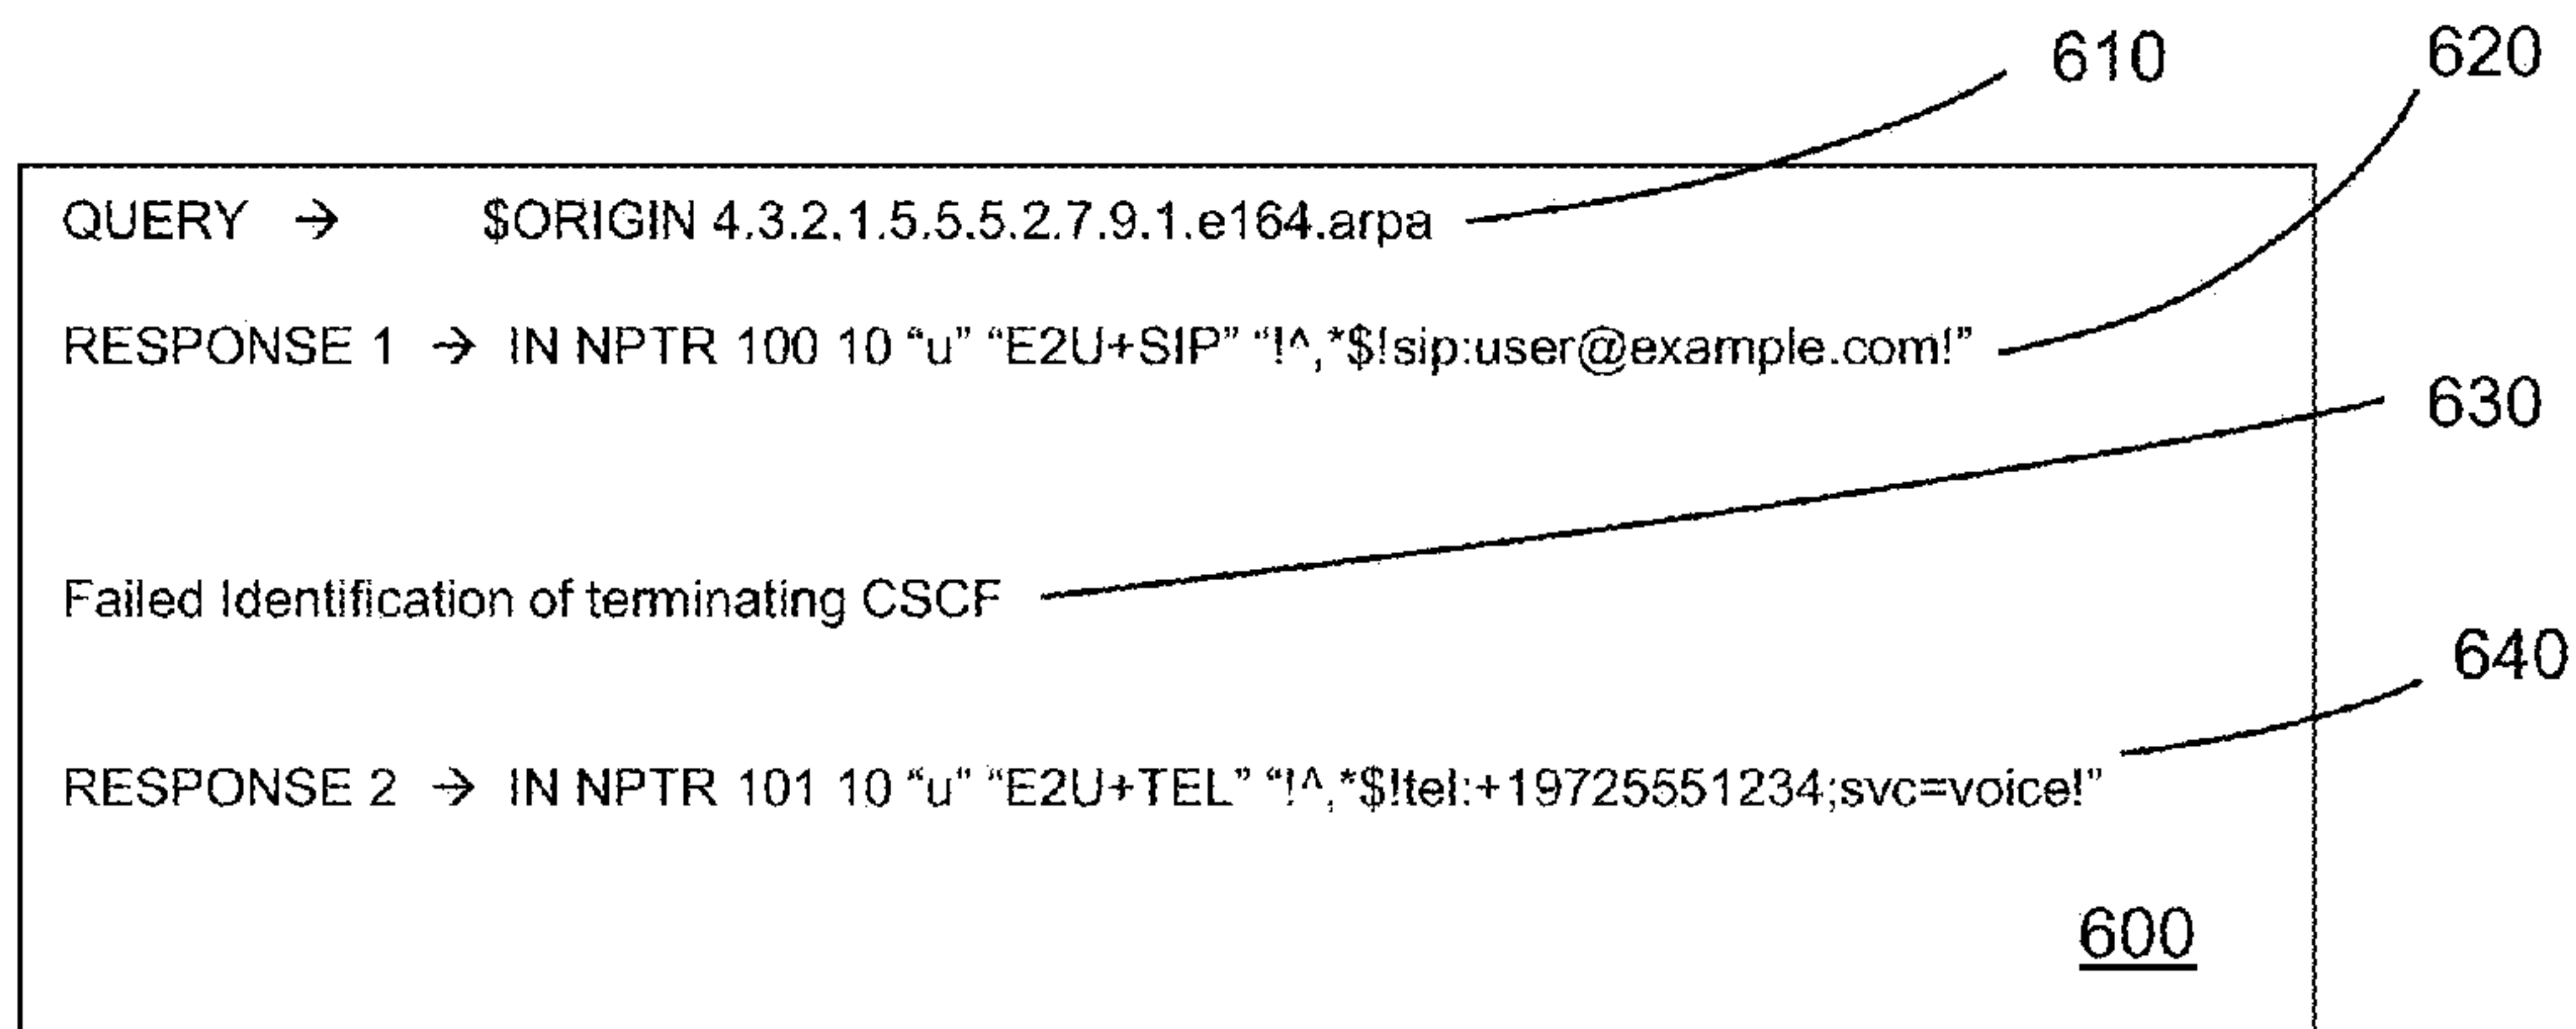 610
620
QUERY → $ORIGIN 4.3.2.1.5.5.5.2.7.9.1.e164.arpa
RESPONSE 1 → IN NPTR 100 10 “u” “E2U+SIP” “!^,*$!sip:user@example.com!”
630
Failed Identification of terminating CSCF
640
RESPONSE 2 → IN NPTR 101 10 “u” “E2U+TEL” “!^,*$!tel:+19725551234;svc=voice!”
600